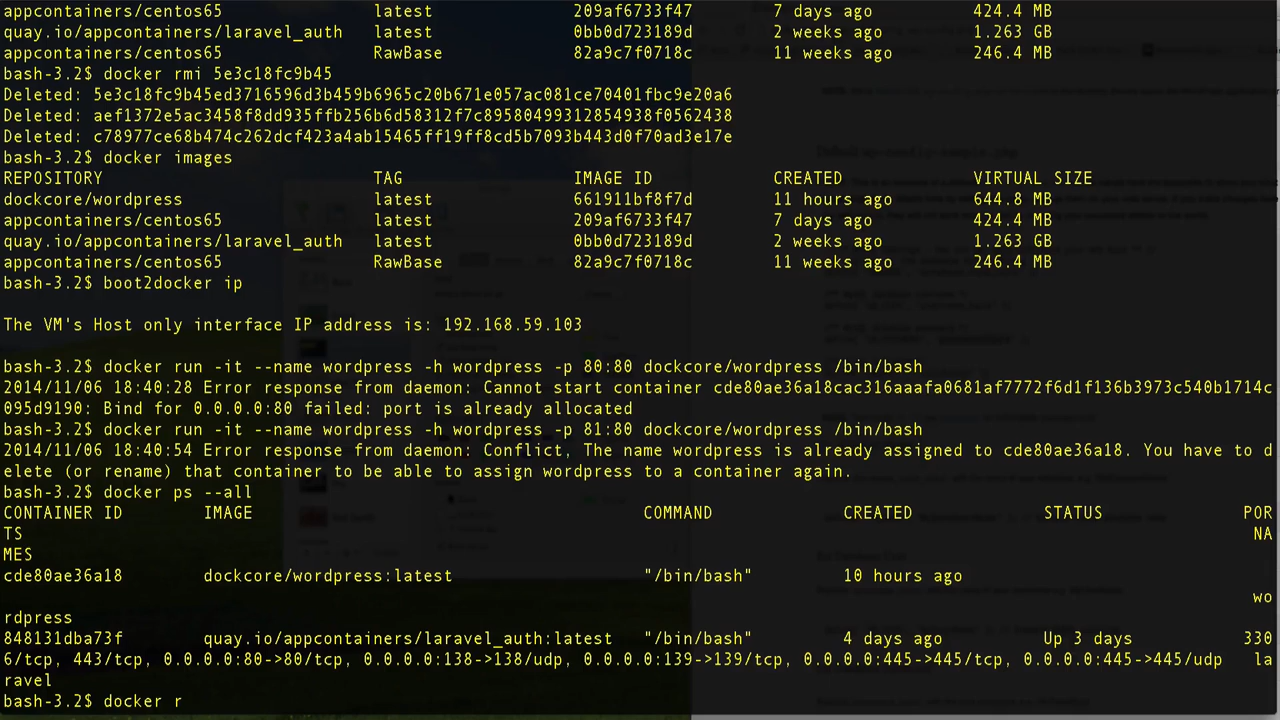 appcontainers/centos65 latest 209af6733f47 7 days ago 424.4 MB
quay.io/appcontainers/laravel_auth latest 0bb0d723189d 2 weeks ago 1.263 GB
appcontainers/centos65 RawBase 82a9c7f0718c 11 weeks ago 246.4 MB
bash-3.2$ docker rmi 5e3c18fc9b45
Deleted: 5e3c18fc9b45ed3716596d3b459b6965c20b671e057ac081ce70401fbc9e20a6
Deleted: aef1372e5ac3458f8dd935ffb256b6d58312f7c89580499312854938f0562438
Deleted: c78977ce68b474c262dcf423a4ab15465ff19ff8cd5b7093b443d0f70ad3e17e
bash-3.2$ docker images
REPOSITORY TAG IMAGE ID CREATED VIRTUAL SIZE
dockcore/wordpress latest 661911bf8f7d 11 hours ago 644.8 MB
appcontainers/centos65 latest 209af6733f47 7 days ago 424.4 MB
quay.io/appcontainers/laravel_auth latest 0bb0d723189d 2 weeks ago 1.263 GB
appcontainers/centos65 RawBase 82a9c7f0718c 11 weeks ago 246.4 MB
bash-3.2$ boot2docker ip
The VM's Host only interface IP address is: 192.168.59.103
bash-3.2$ docker run -it --name wordpress -h wordpress -p 80:80 dockcore/wordpress /bin/bash
2014/11/06 18:40:28 Error response from daemon: Cannot start container cde80ae36a18cac316aaafa0681af7772f6d1f136b3973c540b1714c
095d9190: Bind for 0.0.0.0:80 failed: port is already allocated
bash-3.2$ docker run -it --name wordpress -h wordpress -p 81:80 dockcore/wordpress /bin/bash
2014/11/06 18:40:54 Error response from daemon: Conflict, The name wordpress is already assigned to cde80ae36a18. You have to d
elete (or rename) that container to be able to assign wordpress to a container again.
bash-3.2$ docker ps --all
CONTAINER ID IMAGE COMMAND CREATED STATUS POR
TS NA
MES
cde80ae36a18 dockcore/wordpress:latest "/bin/bash" 10 hours ago
wo
rdpress
848131dba73f quay.io/appcontainers/laravel_auth:latest "/bin/bash" 4 days ago Up 3 days 330
6/tcp, 443/tcp, 0.0.0.0:80->80/tcp, 0.0.0.0:138->138/udp, 0.0.0.0:139->139/tcp, 0.0.0.0:445->445/tcp, 0.0.0.0:445->445/udp la
ravel
bash-3.2$ docker r